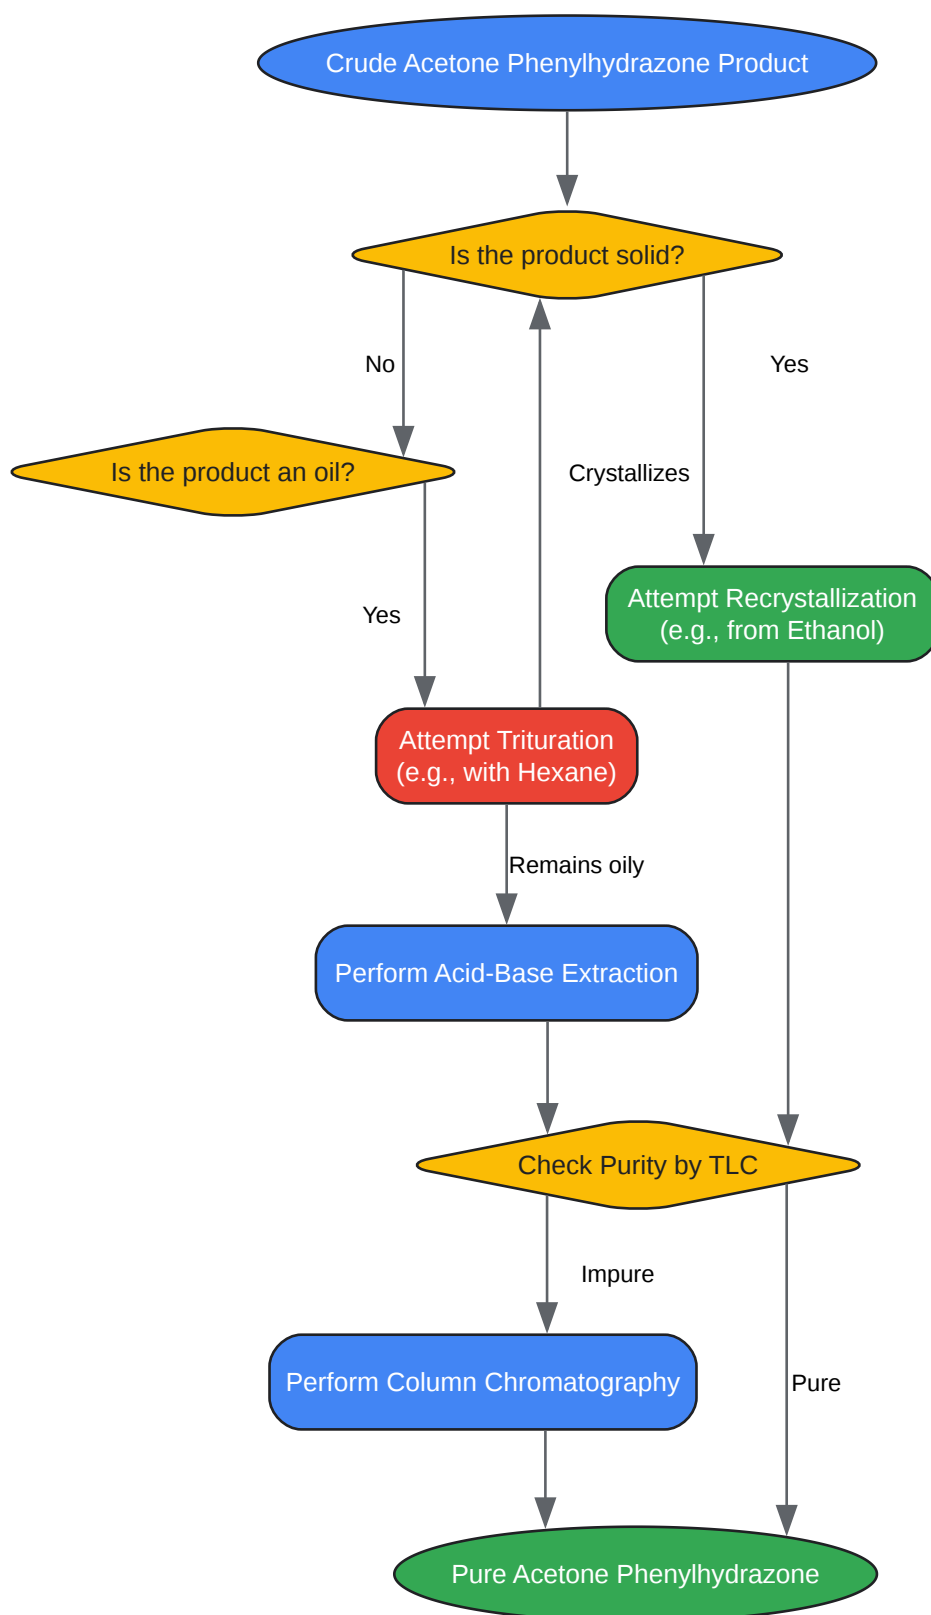 Crude Acetone Phenylhydrazone Product
Is the product solid?
No
Yes
Is the product an oil?
Crystallizes
Attempt Recrystallization
(e.g., from Ethanol)
Yes
Attempt Trituration
(e.g., with Hexane)
Remains oily
Perform Acid-Base Extraction
Check Purity by TLC
Impure
Perform Column Chromatography
Pure
Pure Acetone Phenylhydrazone